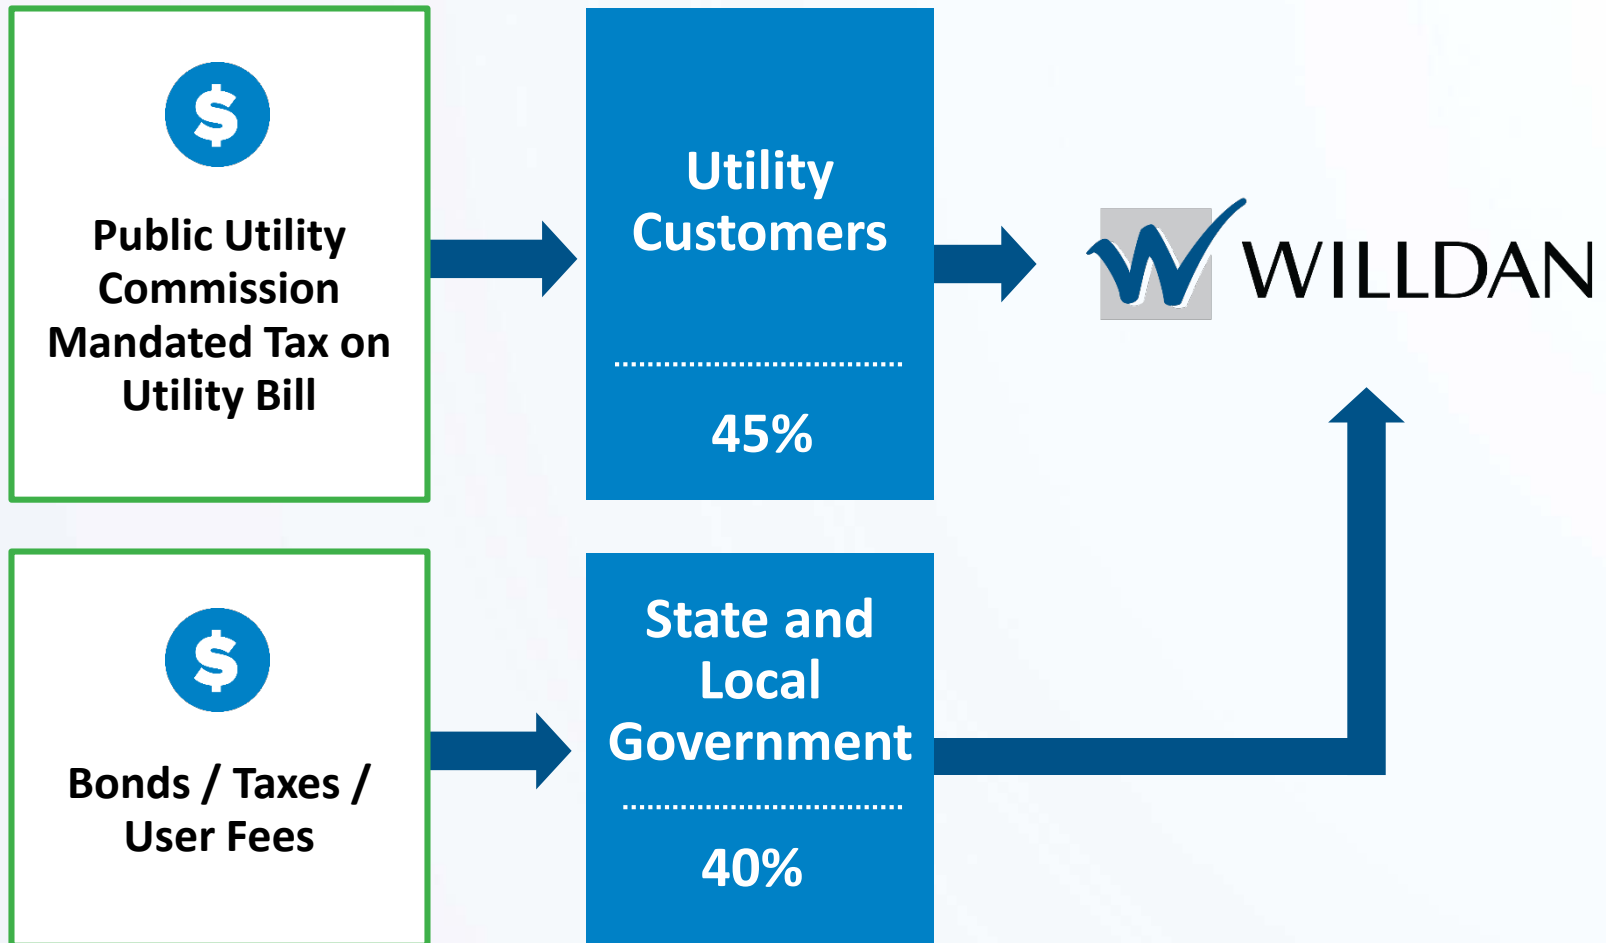 $
Public Utility
Commission
Mandated Tax on
Utility Bill
Utility
Customers
45%
WILLDAN
$
Bonds / Taxes /
User Fees
State and
Local
Government
40%